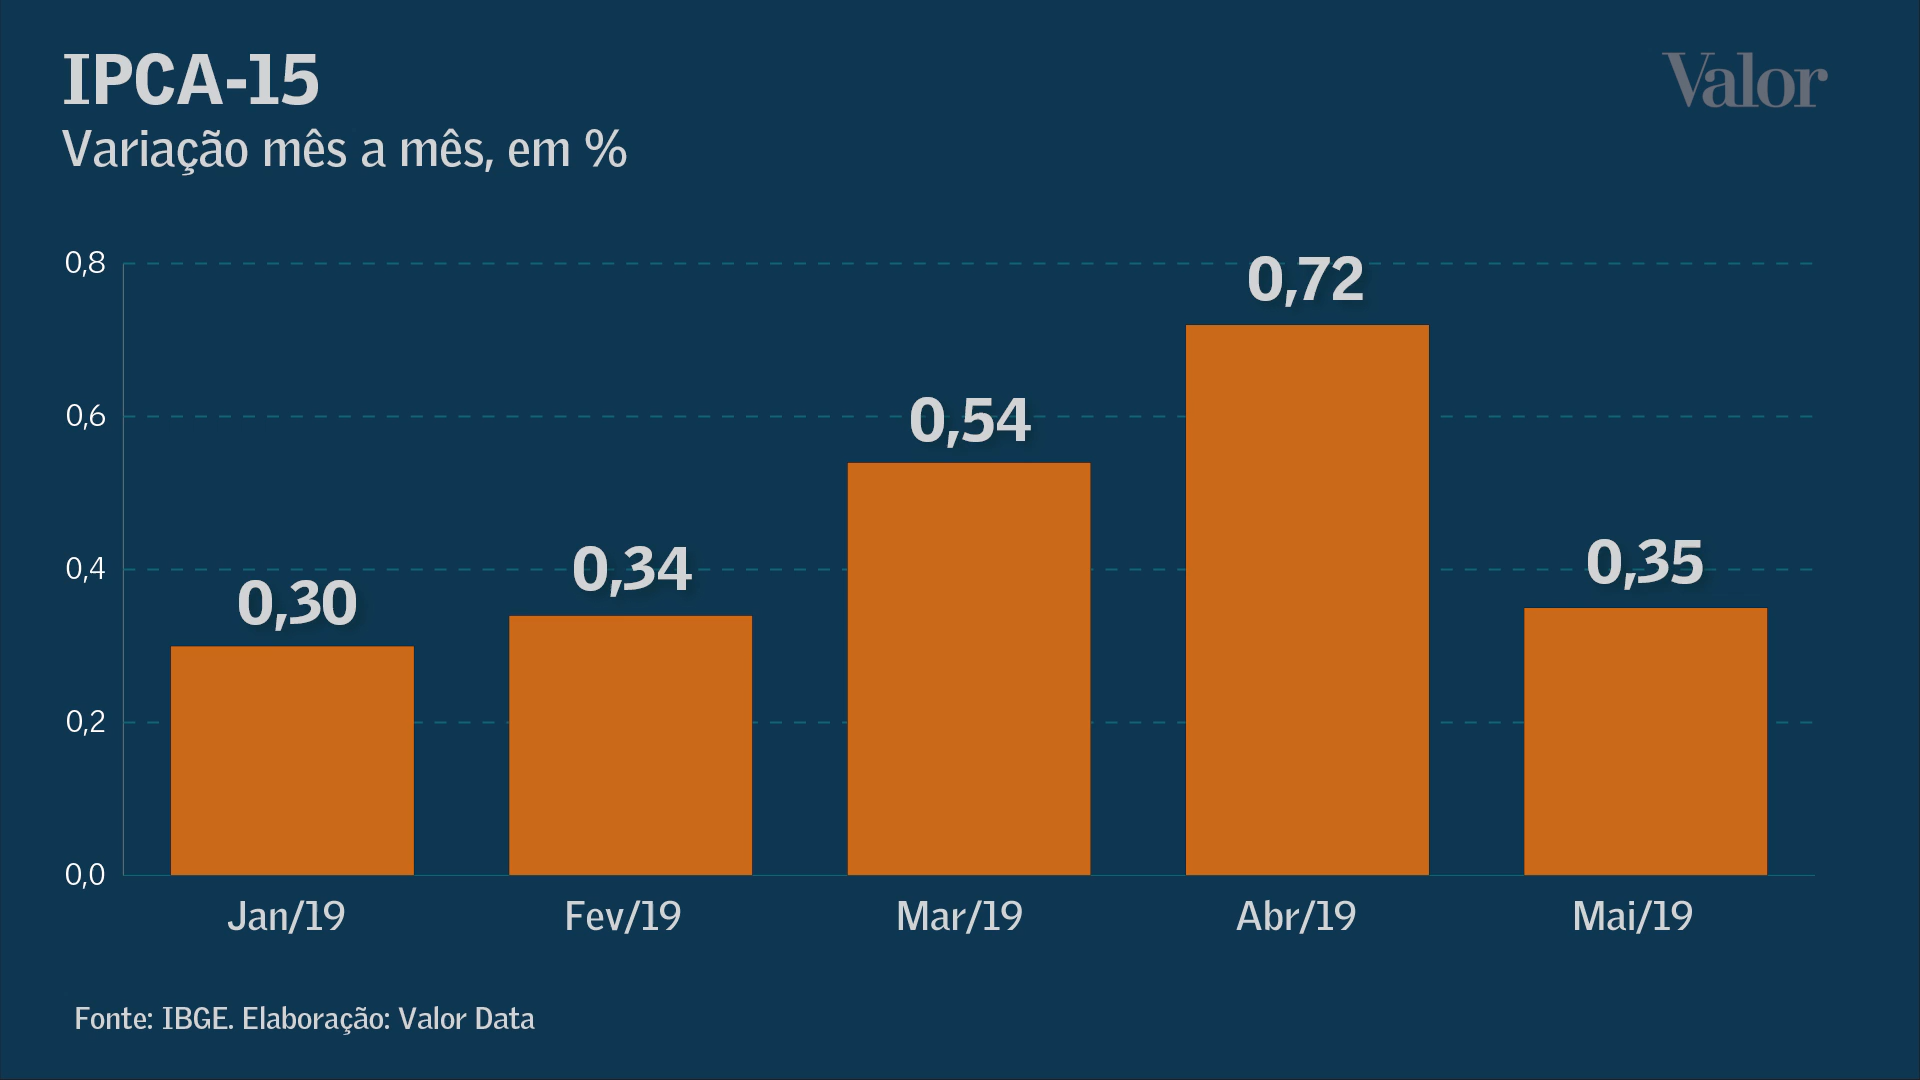 IPCA-15
Valor
Variação mês a mês, em %
0,8
0,6
0,4
0,2
0,0
0,30
0,34
0,54
0,72
0,35
Jan/19
Fev/19
Mar/19
Abr/19
Mai/19
Fonte: IBGE. Elaboração: Valor Data